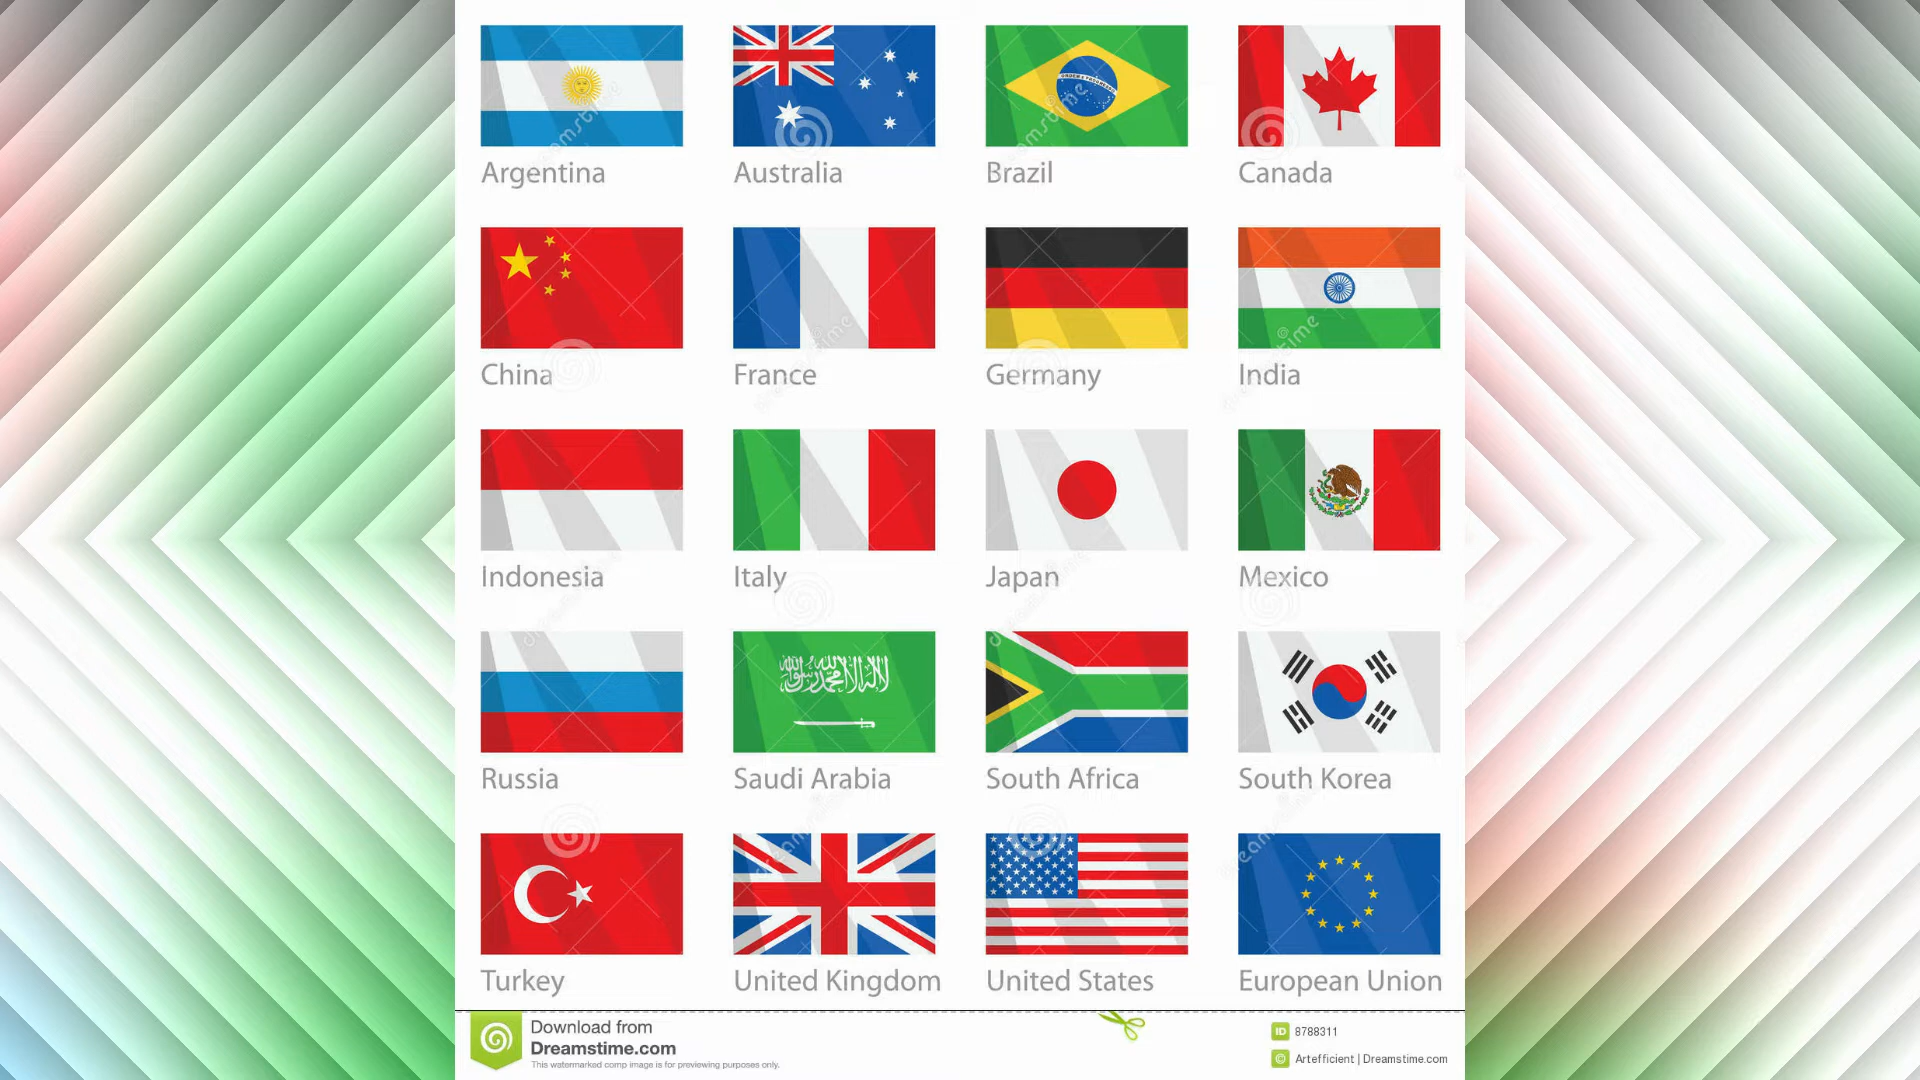 Argentina
Australia
Brazil
Canada
China
France
Germany
India
Indonesia
Italy
Japan
Mexico
Russia
Saudi Arabia
South Africa
South Korea
Turkey
United Kingdom
United States
European Union
Download from
Dreamstime.com
This watermarked comp image is for previewing purposes only.
ID 8788311
© Artefficient | Dreamstime.com